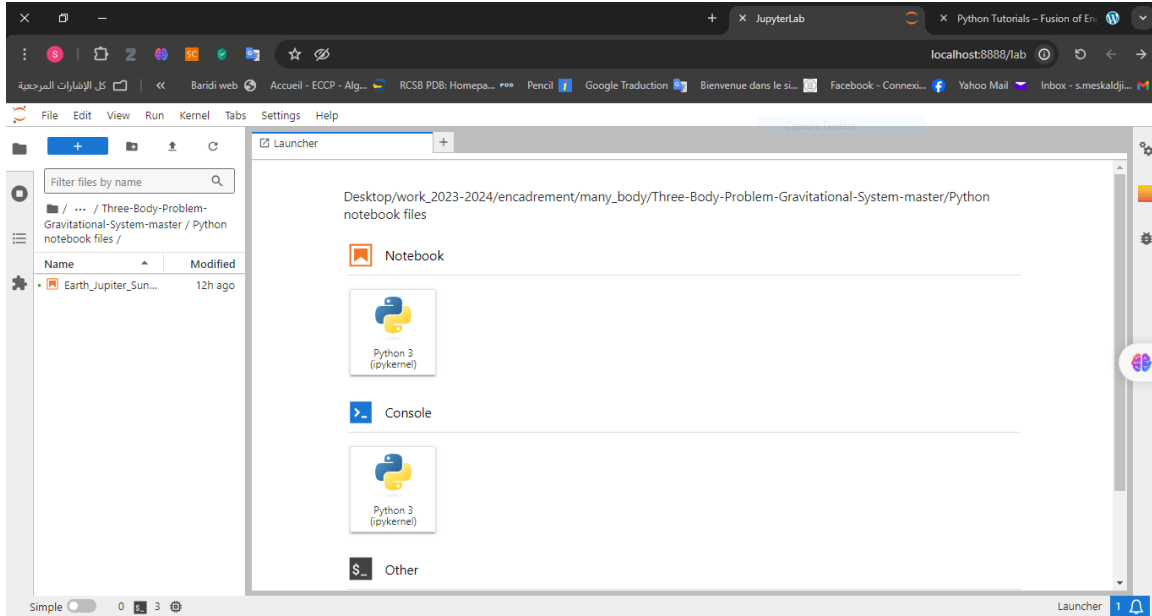 JupyterLab
Python Tutorials – Fusion of En
S
Z
SC
localhost:8888/lab
كل الإشارات المرجعية
Baridi web
Accueil - ECCP - Alg...
RCSB PDB: Homepa...
Pencil
Google Traduction
Bienvenue dans le si...
Facebook - Connexi...
Yahoo Mail
Inbox - s.meskaldji...
File Edit View Run Kernel Tabs Settings Help
Capture Fenêtre
Launcher
Filter files by name
/ ··· / Three-Body-Problem-
Gravitational-System-master / Python
notebook files /
Name Modified
Earth_Jupiter_Sun... 12h ago
Desktop/work_2023-2024/encadrement/many_body/Three-Body-Problem-Gravitational-System-master/Python
notebook files
Notebook
Python 3
(ipykernel)
Console
Python 3
(ipykernel)
$_ Other
Simple 0 $_ 3
Launcher 1